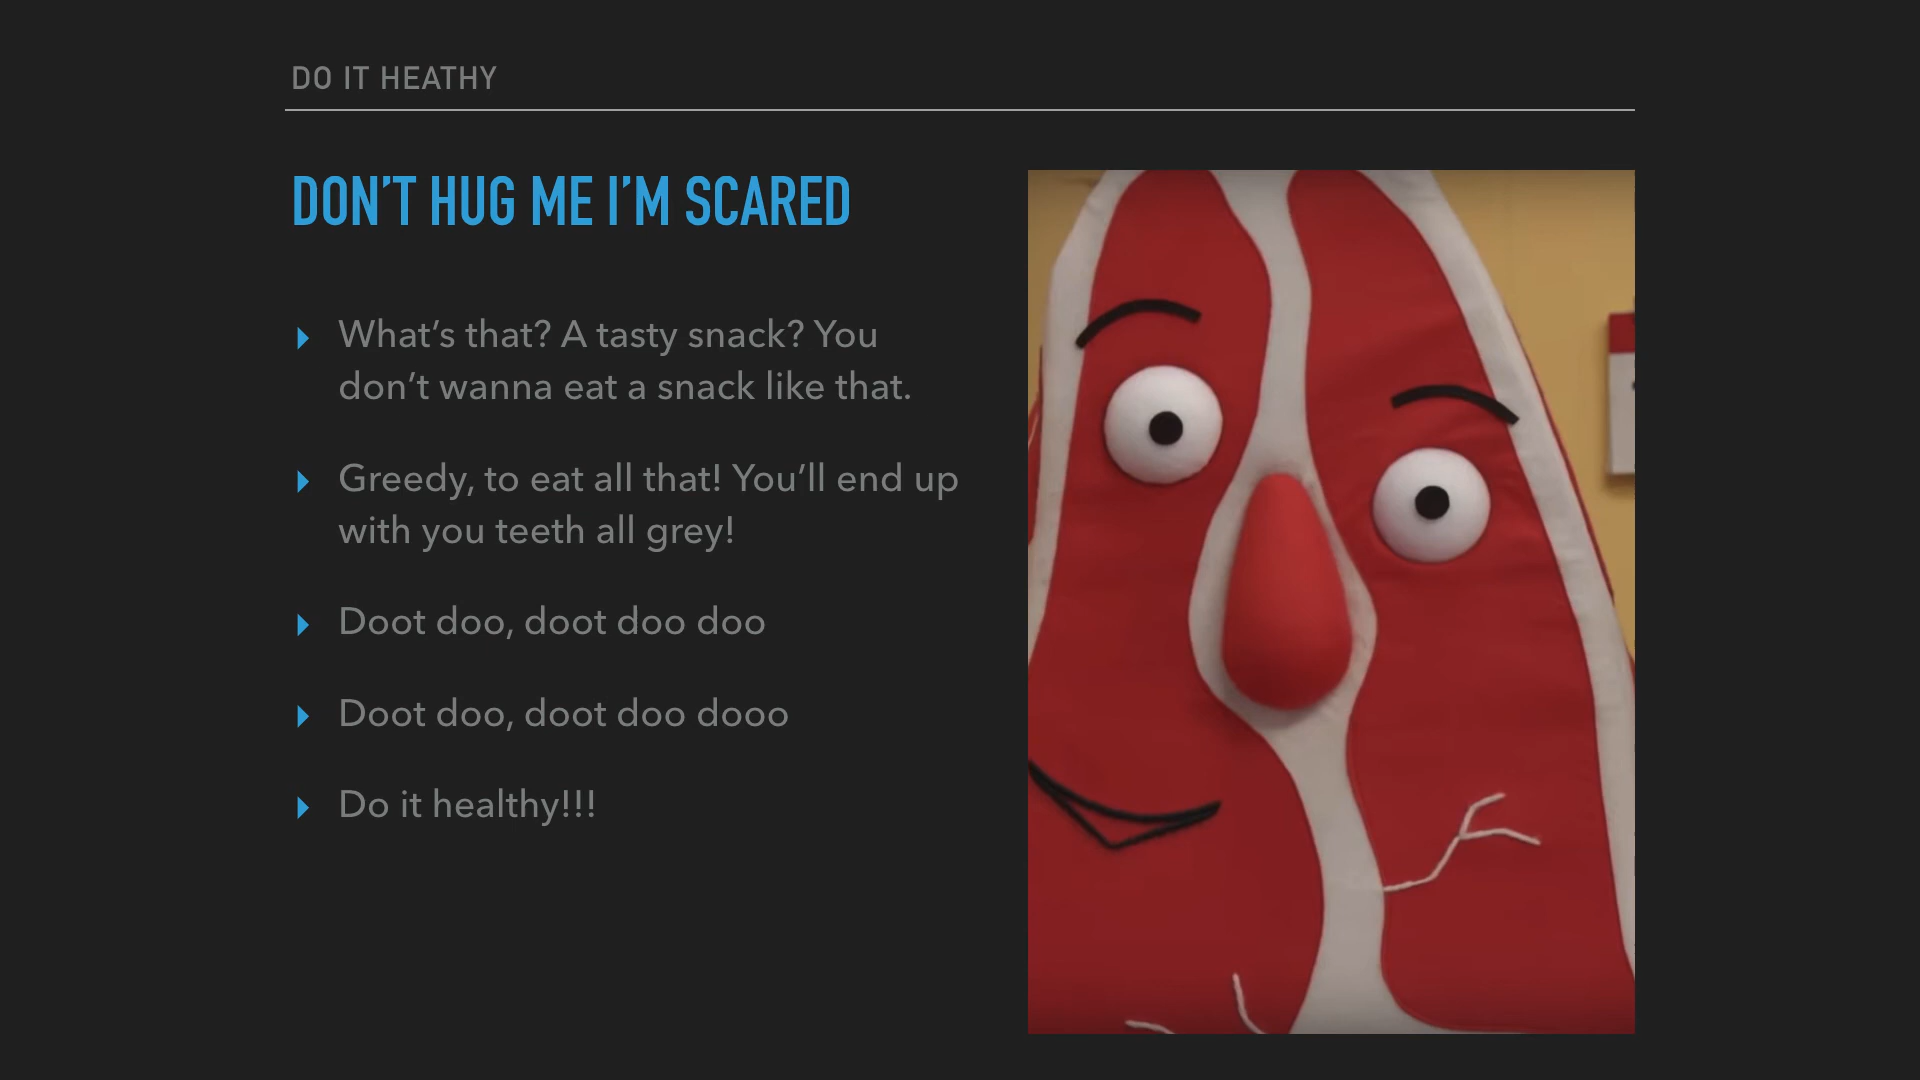 DO IT HEATHY
DON’T HUG ME I’M SCARED
What’s that? A tasty snack? You
don’t wanna eat a snack like that.
Greedy, to eat all that! You’ll end up
with you teeth all grey!
Doot doo, doot doo doo
Doot doo, doot doo dooo
Do it healthy!!!